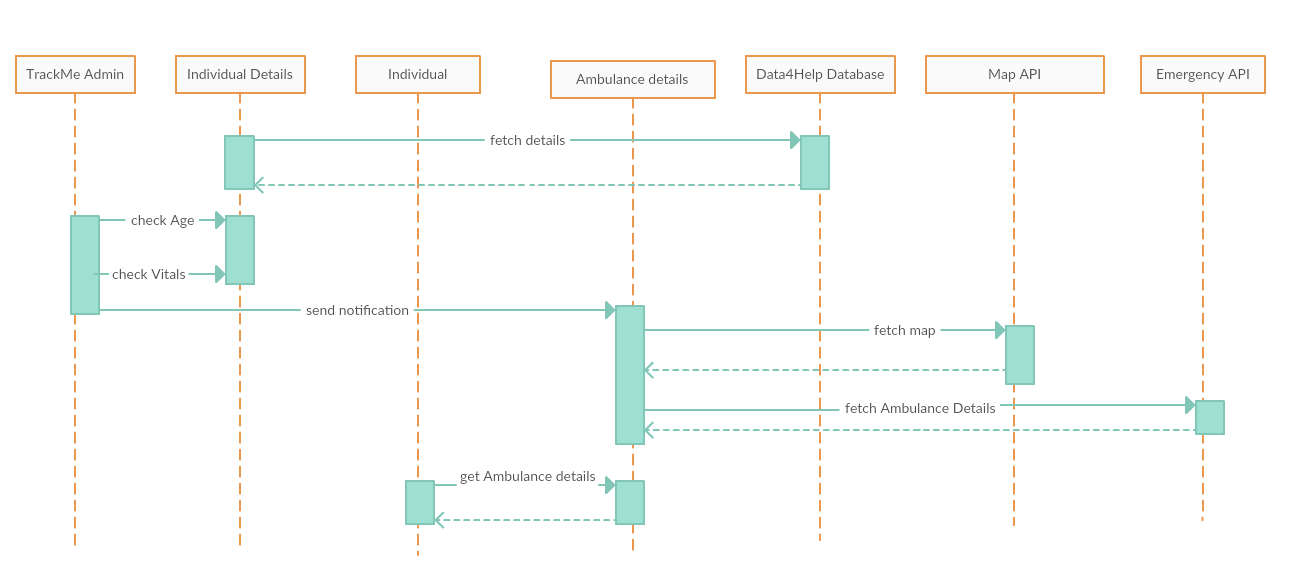 TrackMe Admin
Individual Details
Individual
Ambulance details
Data4Help Database
Map API
Emergency API
fetch details
check Age
check Vitals
send notification
fetch map
fetch Ambulance Details
get Ambulance details